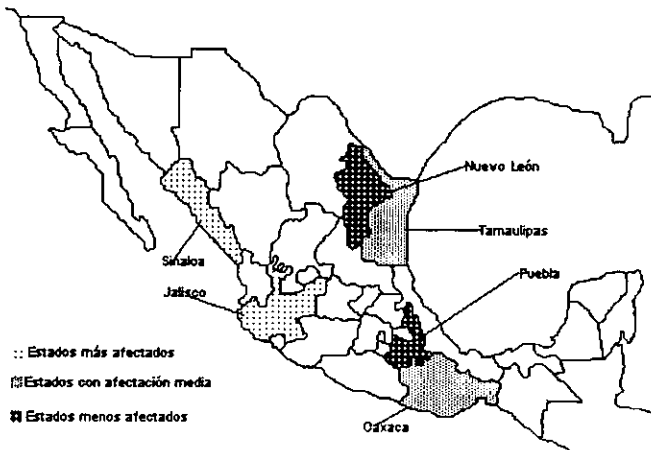 Nuevo León
Tamaulipas
Sinaloa
Puebla
Jalisco
Estados más afectados
Estados con afectación media
Estados menos afectados
Oaxaca